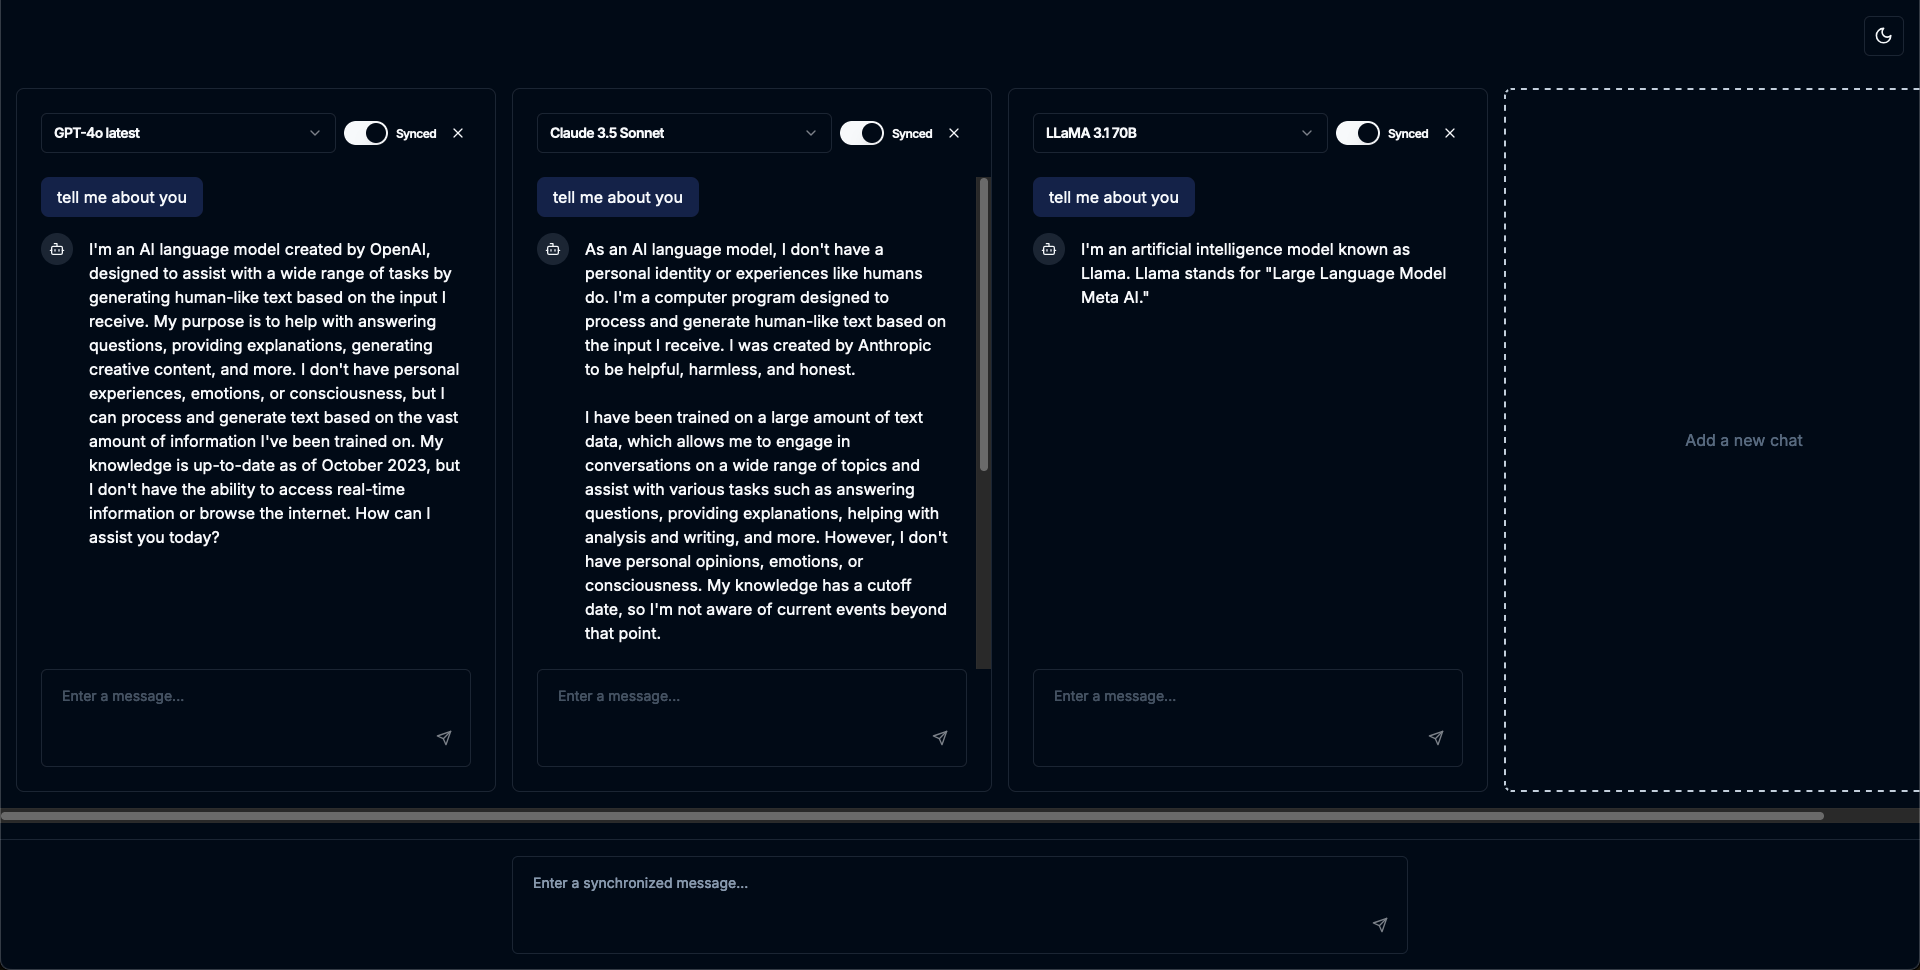 GPT-4o latest
Synced
tell me about you
I'm an AI language model created by OpenAI,
designed to assist with a wide range of tasks by
generating human-like text based on the input I
receive. My purpose is to help with answering
questions, providing explanations, generating
creative content, and more. I don't have personal
experiences, emotions, or consciousness, but I
can process and generate text based on the vast
amount of information I've been trained on. My
knowledge is up-to-date as of October 2023, but
I don't have the ability to access real-time
information or browse the internet. How can I
assist you today?
Enter a message...
Claude 3.5 Sonnet
Synced
tell me about you
As an AI language model, I don't have a
personal identity or experiences like humans
do. I'm a computer program designed to
process and generate human-like text based on
the input I receive. I was created by Anthropic
to be helpful, harmless, and honest.
I have been trained on a large amount of text
data, which allows me to engage in
conversations on a wide range of topics and
assist with various tasks such as answering
questions, providing explanations, helping with
analysis and writing, and more. However, I don't
have personal opinions, emotions, or
consciousness. My knowledge has a cutoff
date, so I'm not aware of current events beyond
that point.
Enter a message...
LLaMA 3.1 70B
Synced
tell me about you
I'm an artificial intelligence model known as
Llama. Llama stands for "Large Language Model
Meta AI."
Enter a message...
Add a new chat
Enter a synchronized message...